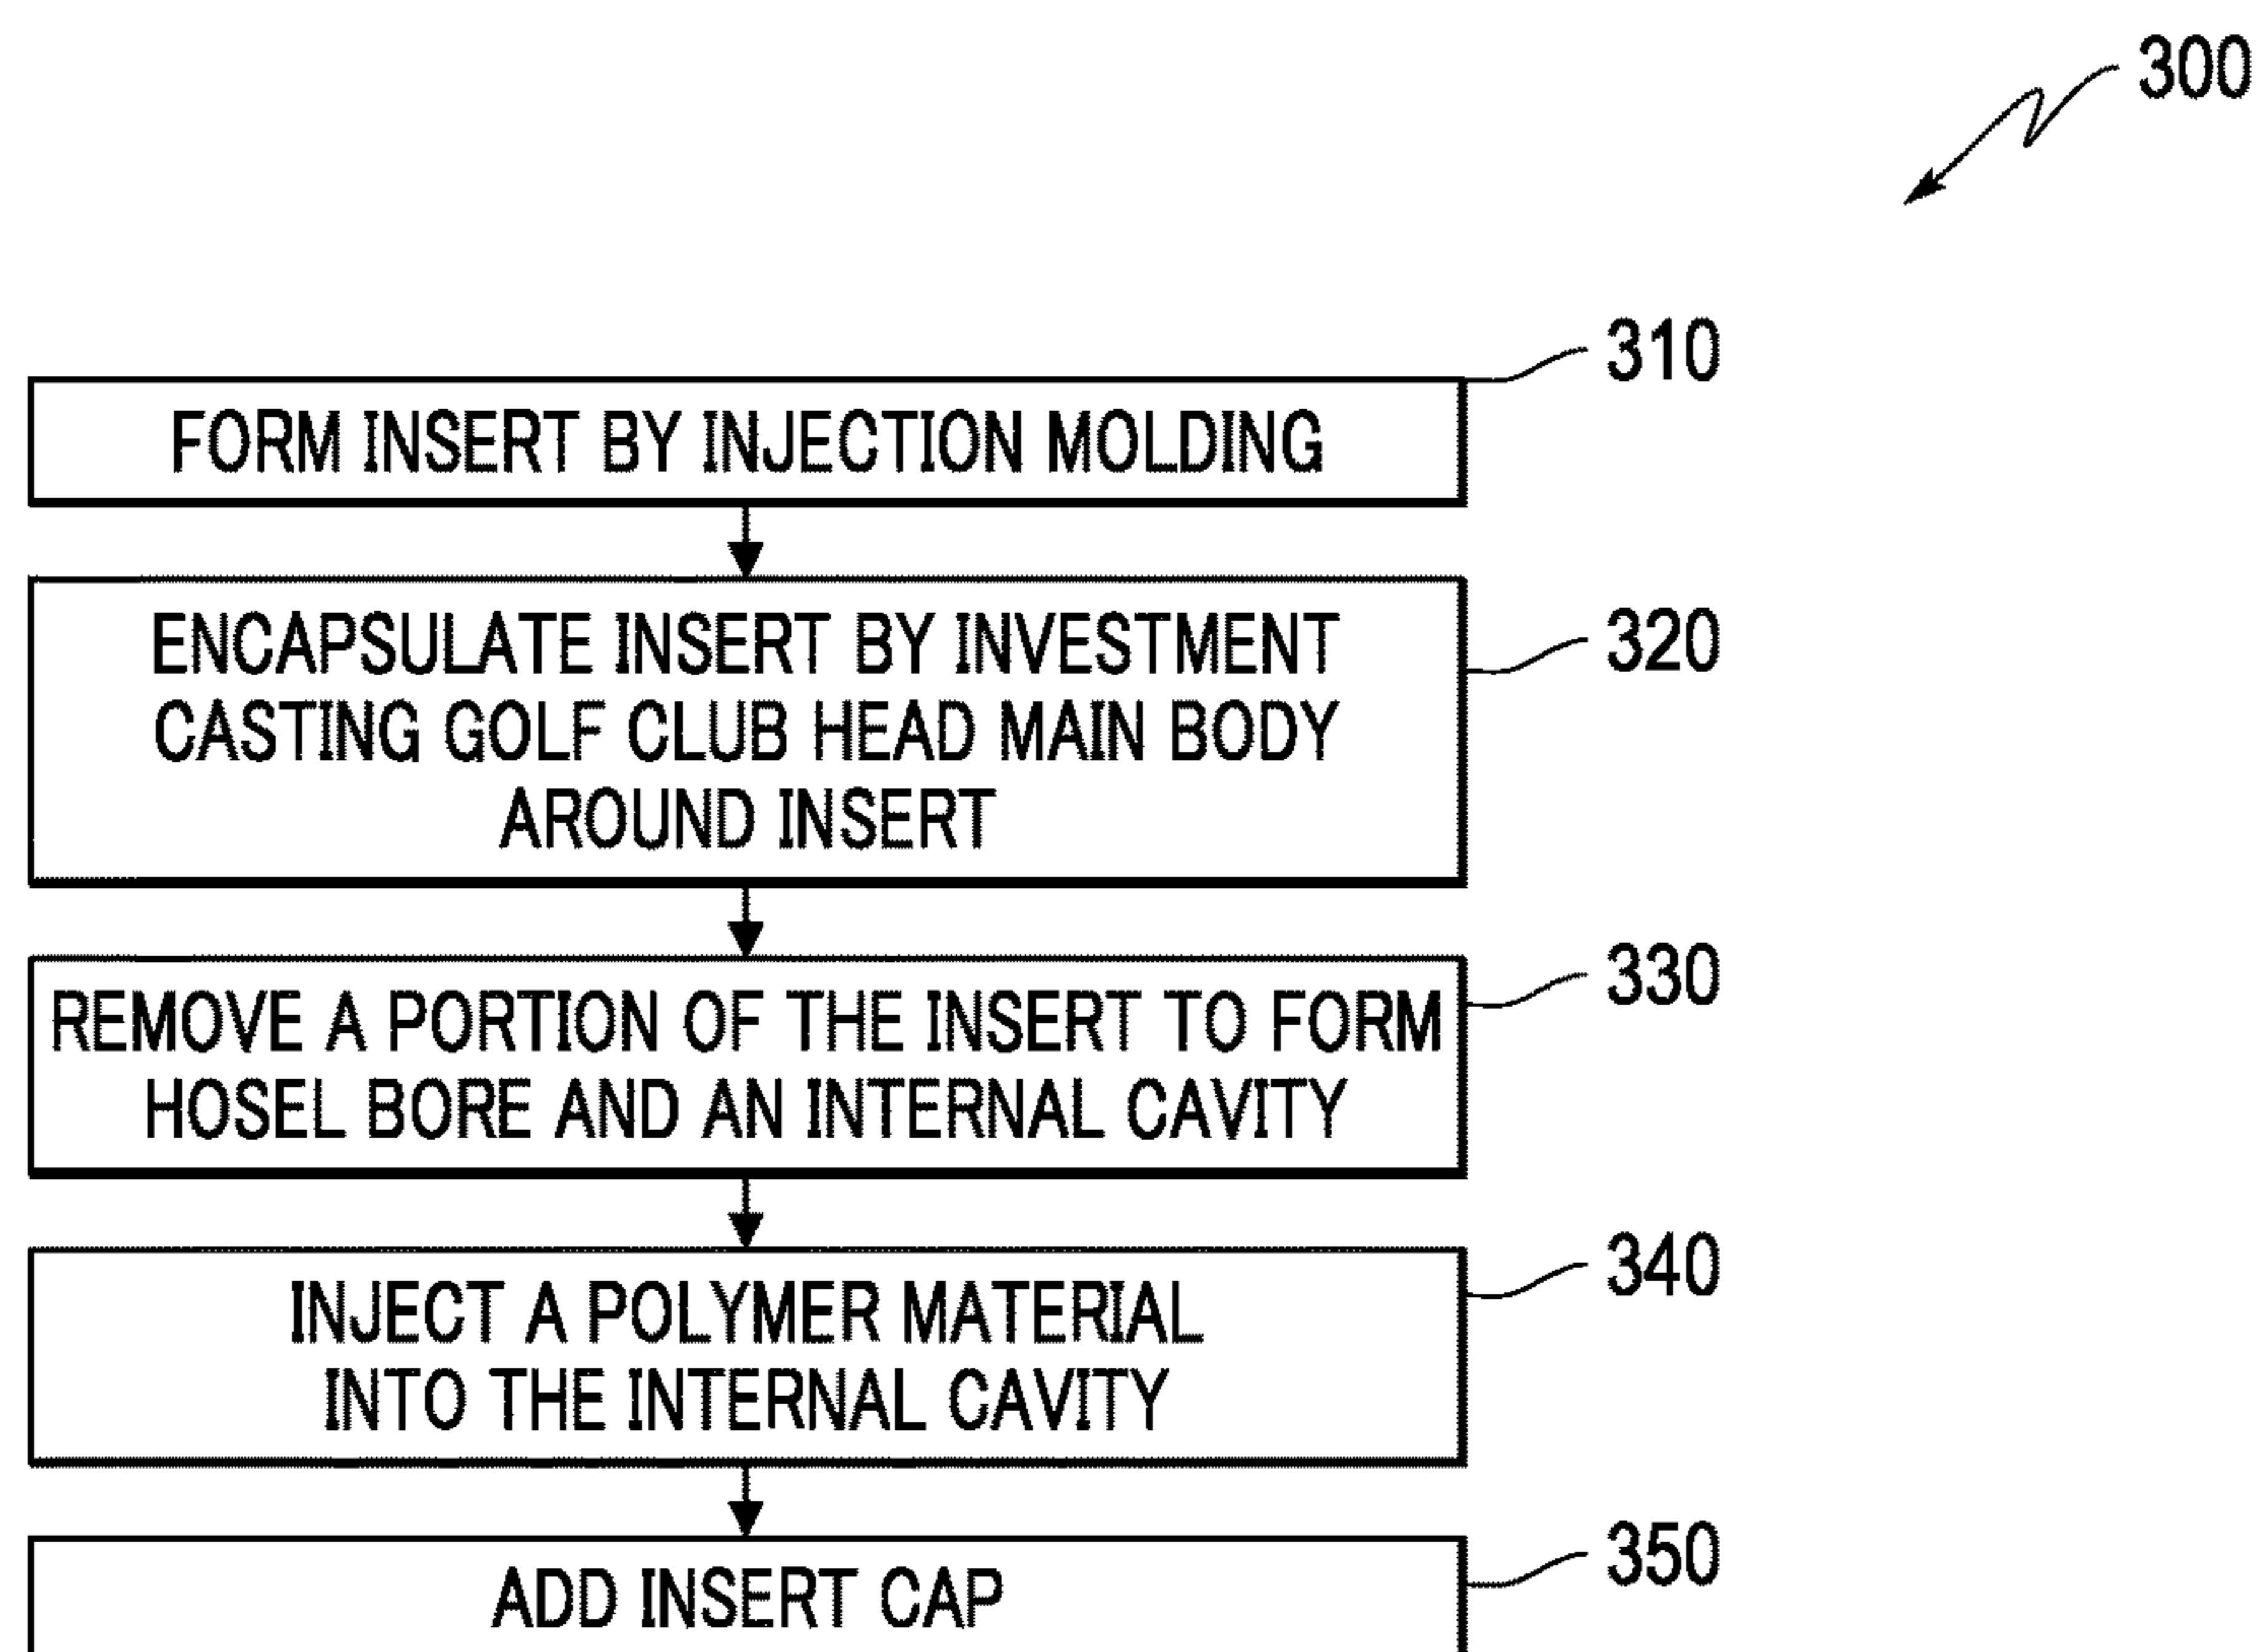 300
310
FORM INSERT BY INJECTION MOLDING
320
ENCAPSULATE INSERT BY INVESTMENT
CASTING GOLF CLUB HEAD MAIN BODY
AROUND INSERT
330
REMOVE A PORTION OF THE INSERT TO FORM
HOSEL BORE AND AN INTERNAL CAVITY
340
INJECT A POLYMER MATERIAL
INTO THE INTERNAL CAVITY
350
ADD INSERT CAP